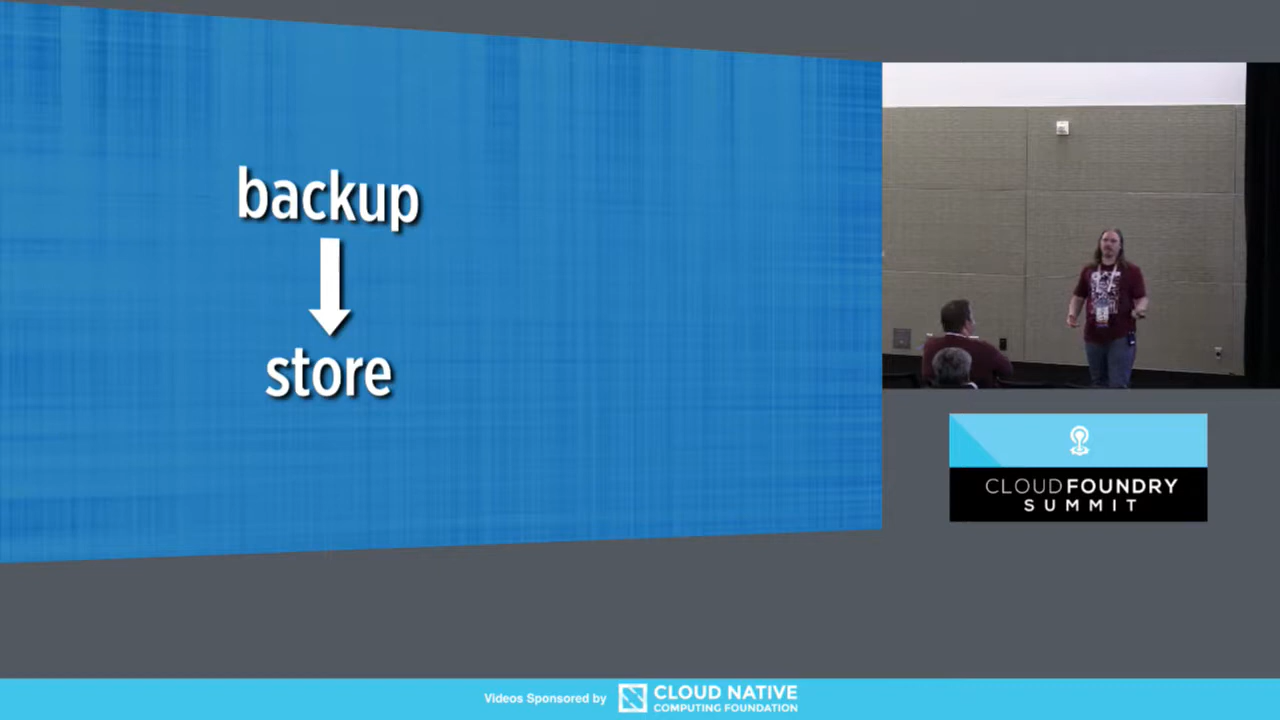 backup
store
CLOUDFOUNDRY
SUMMIT
Videos Sponsored by
CLOUD NATIVE
COMPUTING FOUNDATION